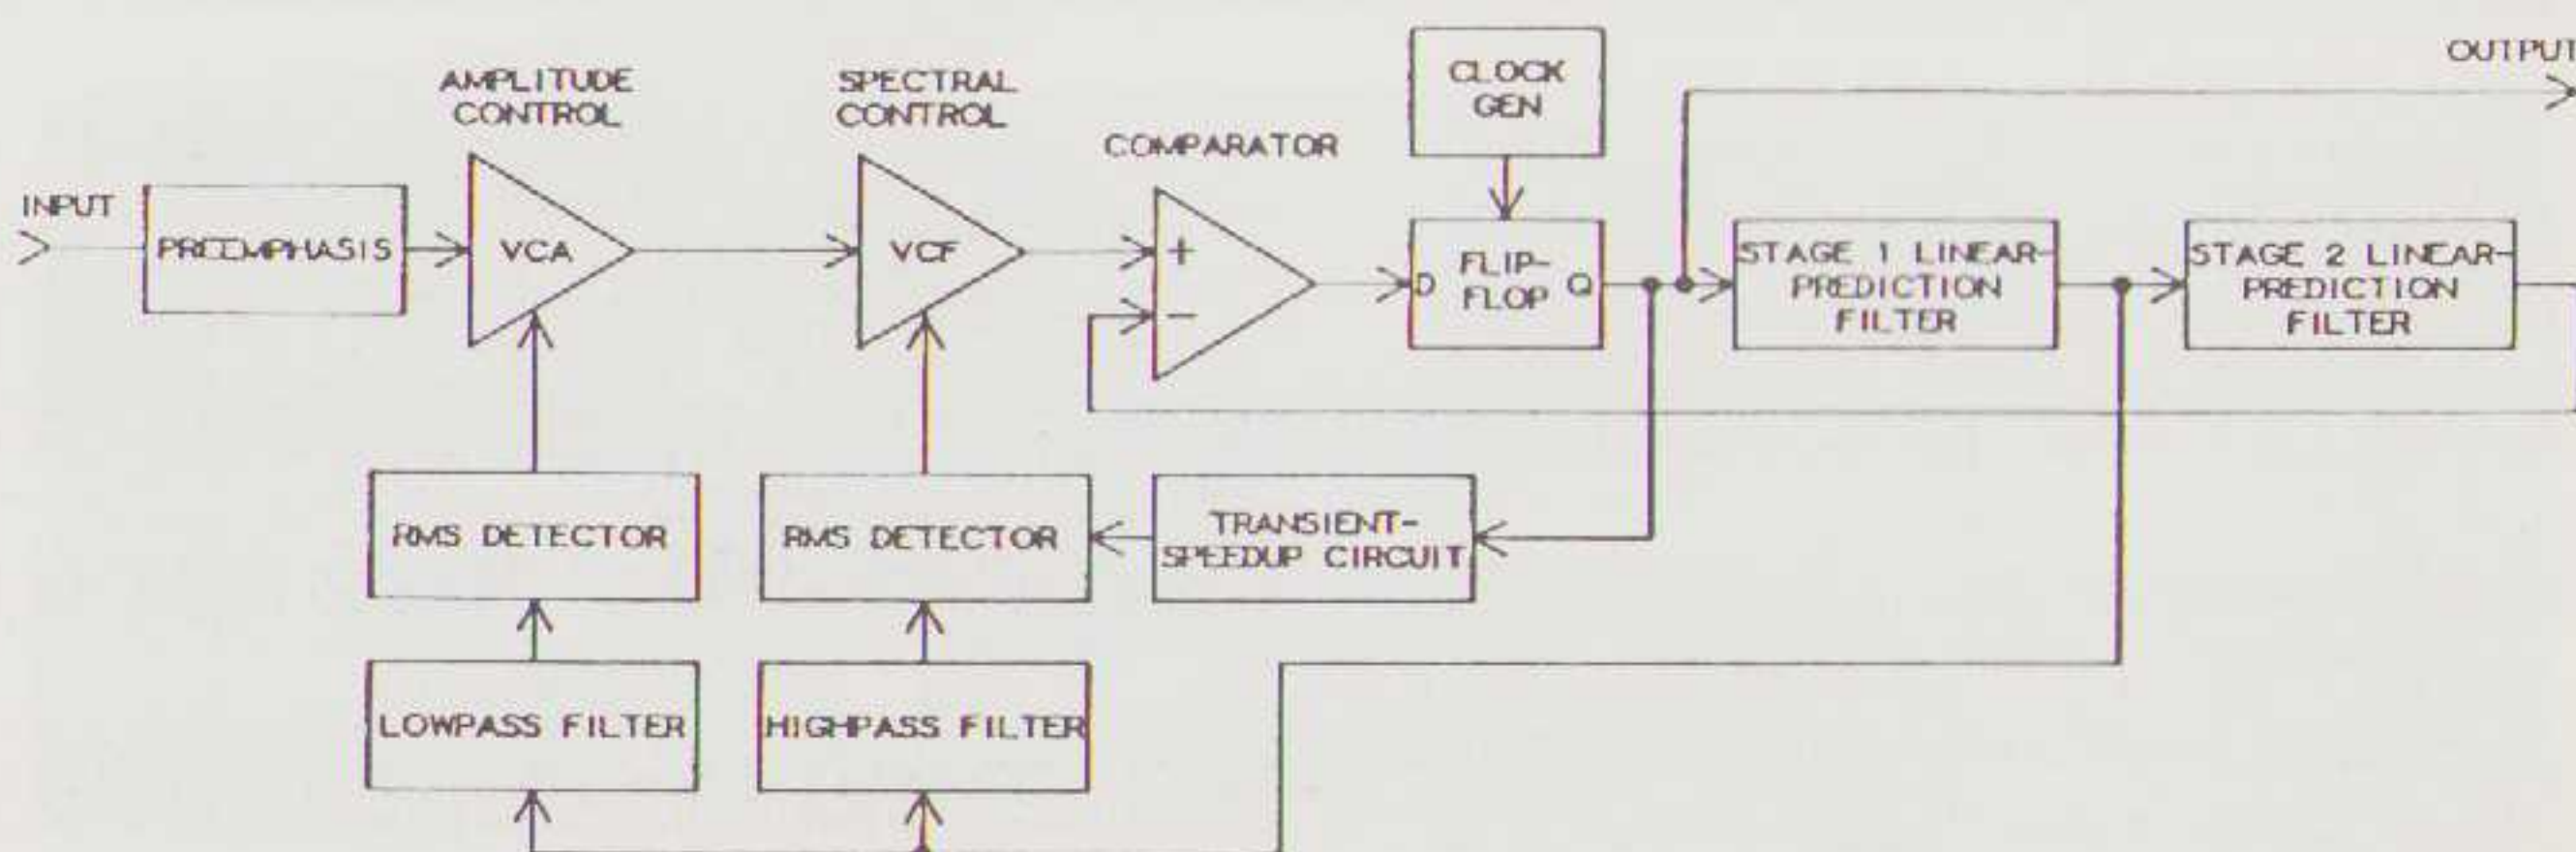 INPUT
PREEMPHASIS
AMPLITUDE
CONTROL
VCA
SPECTRAL
CONTROL
VCF
COMPARATOR
+
−
CLOCK
GEN
D FLIP-
FLOP Q
OUTPUT
STAGE 1 LINEAR-
PREDICTION
FILTER
STAGE 2 LINEAR-
PREDICTION
FILTER
RMS DETECTOR
RMS DETECTOR
TRANSIENT-
SPEEDUP CIRCUIT
LOWPASS FILTER
HIGHPASS FILTER